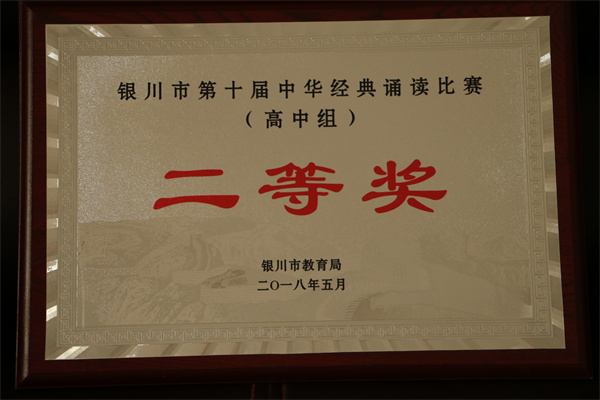 银川市第十届中华经典诵读比赛
（高中组）
二等奖
银川市教育局
二〇一八年五月